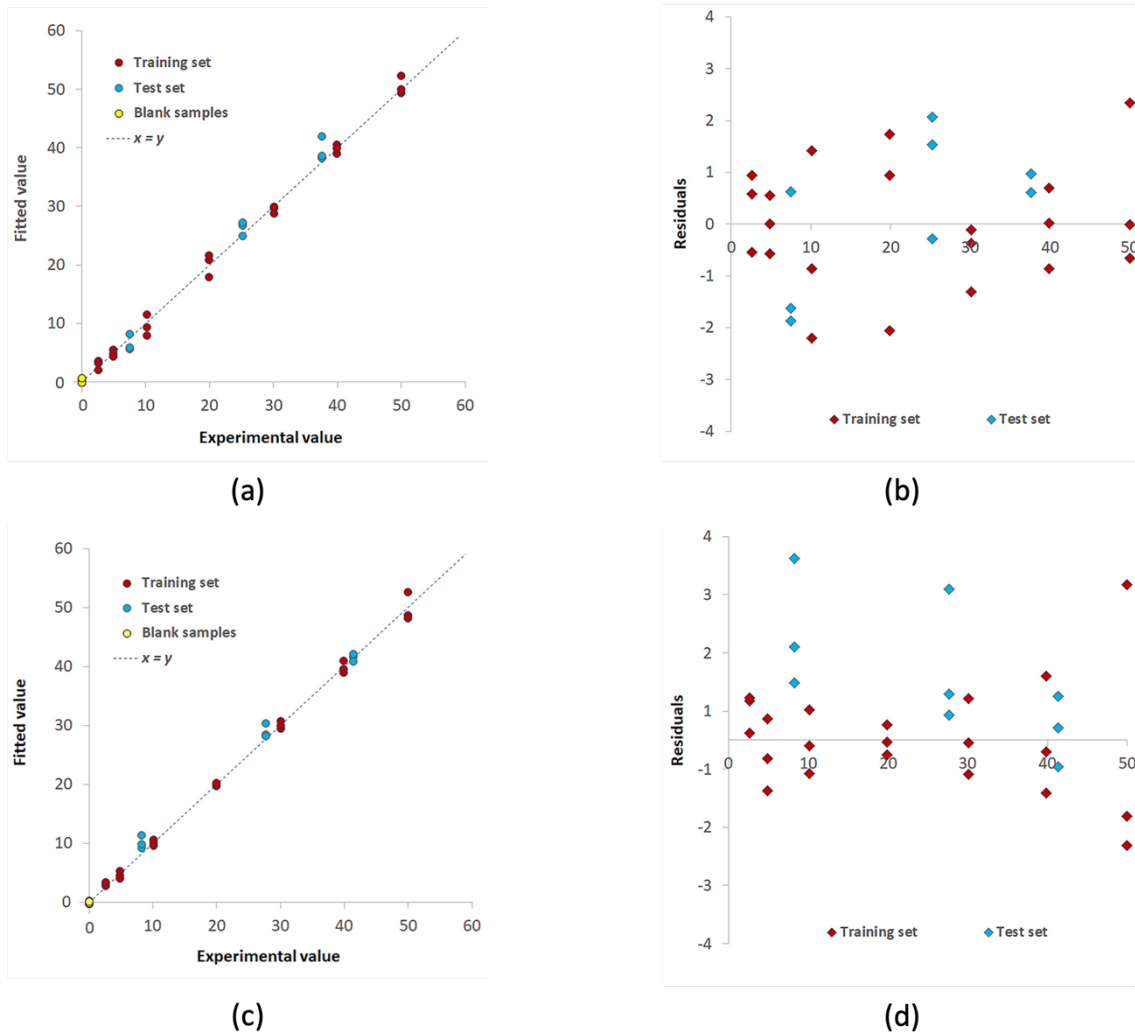 60
50
40
30
20
10
0
Fitted value
Training set
Test set
Blank samples
x = y
0 10 20 30 40 50 60
Experimental value
(a)
4
3
2
1
0
-1
-2
-3
-4
Residuals
0 10 20 30 40 50
Training set Test set
(b)
60
50
40
30
20
10
0
Fitted value
Training set
Test set
Blank samples
x = y
0 10 20 30 40 50 60
Experimental value
(c)
4
3
2
1
-1
-2
-3
-4
Residuals
0 10 20 30 40 50
Training set Test set
(d)